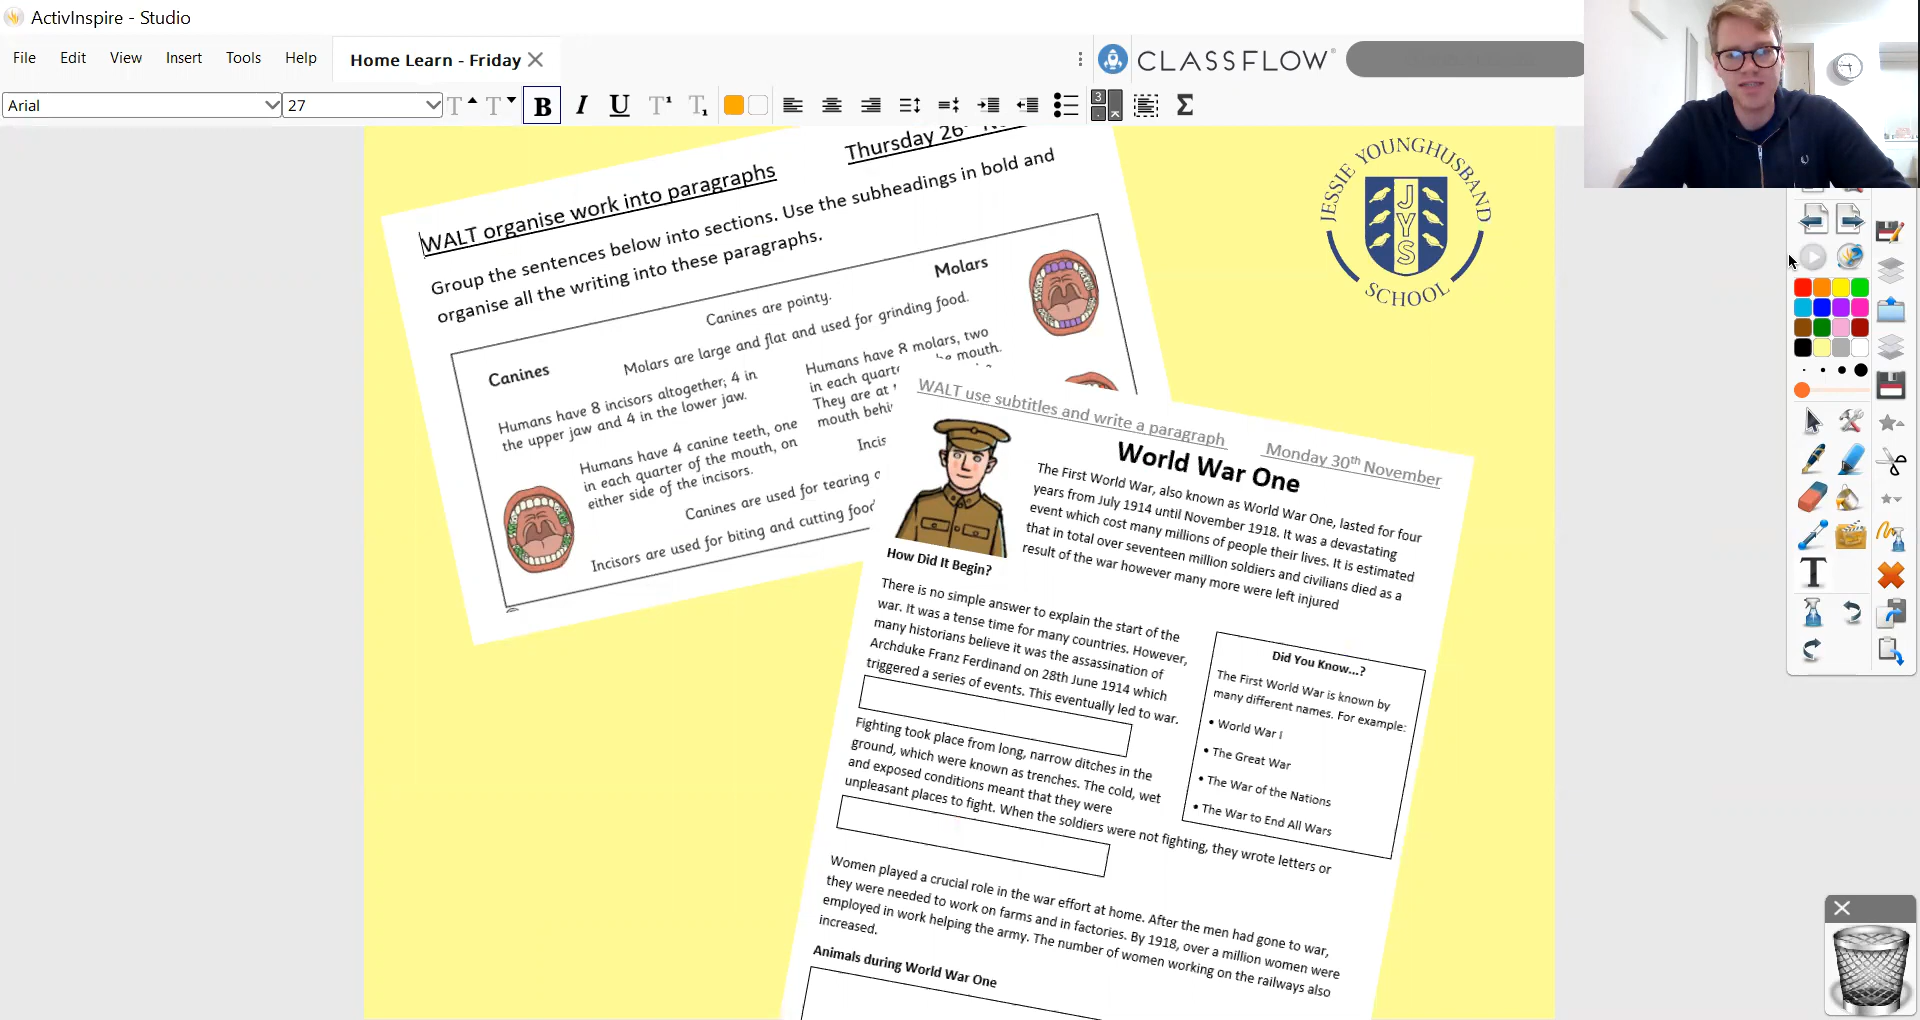 ActivInspire - Studio
File Edit View Insert Tools Help
Home Learn - Friday
CLASSFLOW
Arial 27
JESSIE YOUNGHUSBAND
JYS
SCHOOL
Thursday 26
WALT organise work into paragraphs
Group the sentences below into sections. Use the subheadings in bold and
organise all the writing into these paragraphs.
Molars
Canines are pointy.
Molars are large and flat and used for grinding food.
Canines
Humans have 8 incisors altogether; 4 in
the upper jaw and 4 in the lower jaw.
Humans have 8 molars, two
in each quart
mouth.
They are at
mouth behi
Humans have 4 canine teeth, one
in each quarter of the mouth, on
either side of the incisors.
Incis
Canines are used for tearing
Incisors are used for biting and cutting food
WALT use subtitles and write a paragraph
Monday 30th November
World War One
The First World War, also known as World War One, lasted for four
years from July 1914 until November 1918. It was a devastating
event which cost many millions of people their lives. It is estimated
that in total over seventeen million soldiers and civilians died as a
result of the war however many more were left injured
How Did It Begin?
There is no simple answer to explain the start of the
war. It was a tense time for many countries. However,
many historians believe it was the assassination of
Archduke Franz Ferdinand on 28th June 1914 which
triggered a series of events. This eventually led to war.
Did You Know...?
The First World War is known by
many different names. For example:
• World War I
• The Great War
• The War of the Nations
• The War to End All Wars
Fighting took place from long, narrow ditches in the
ground, which were known as trenches. The cold, wet
and exposed conditions meant that they were
unpleasant places to fight. When the soldiers were not fighting, they wrote letters or
Women played a crucial role in the war effort at home. After the men had gone to war,
they were needed to work on farms and in factories. By 1918, over a million women were
employed in work helping the army. The number of women working on the railways also
increased.
Animals during World War One